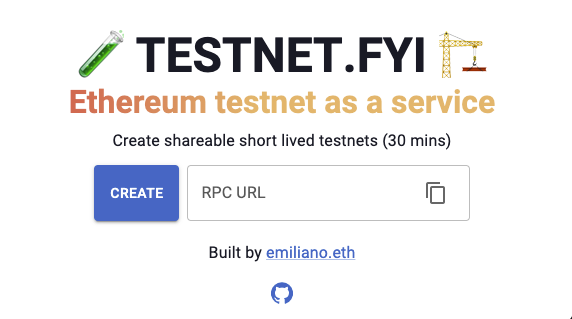 TESTNET.FYI
Ethereum testnet as a service
Create shareable short lived testnets (30 mins)
CREATE
RPC URL
Built by emiliano.eth